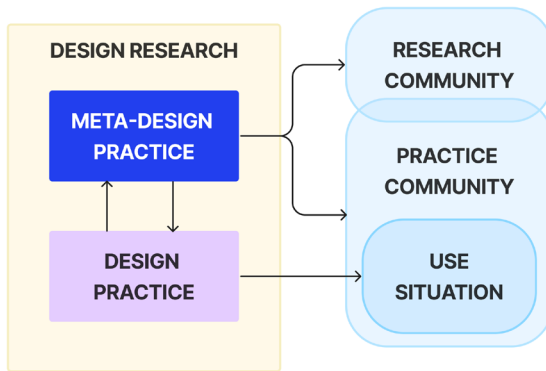 DESIGN RESEARCH
META-DESIGN
PRACTICE
DESIGN
PRACTICE
RESEARCH
COMMUNITY
PRACTICE
COMMUNITY
USE
SITUATION